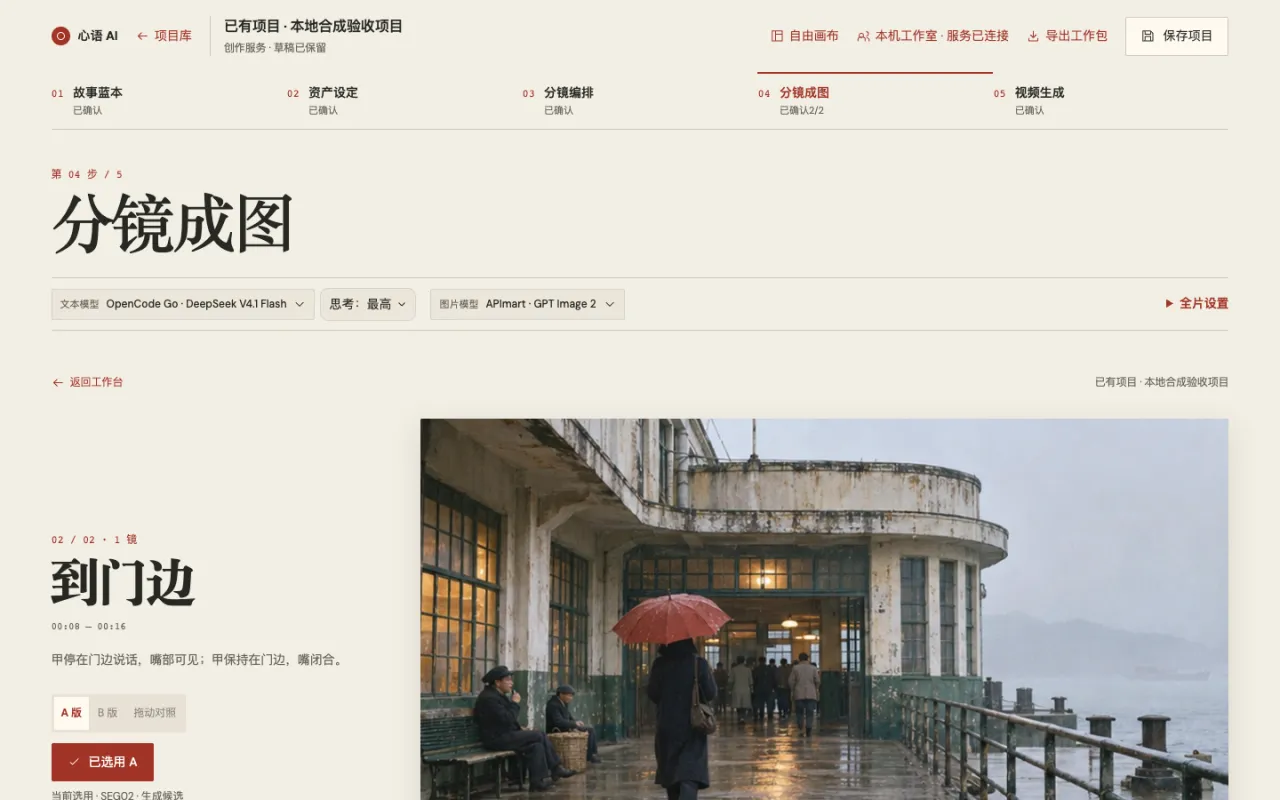 心语 AI
← 项目库
已有项目 · 本地合成验收项目
创作服务 · 草稿已保留
自由画布
本机工作室 · 服务已连接
导出工作包
保存项目
01 故事蓝本
已确认
02 资产设定
已确认
03 分镜编排
已确认
04 分镜成图
已确认2/2
05 视频生成
已确认
第 04 步 / 5
分镜成图
文本模型 OpenCode Go · DeepSeek V4.1 Flash
思考：最高
图片模型 APImart · GPT Image 2
全片设置
← 返回工作台
已有项目 · 本地合成验收项目
02 / 02 · 1 镜
到门边
00:08 — 00:16
甲停在门边说话，嘴部可见；甲保持在门边，嘴闭合。
A 版 B 版 拖动对照
已选用 A
当前选用 · SEG02 · 生成候选